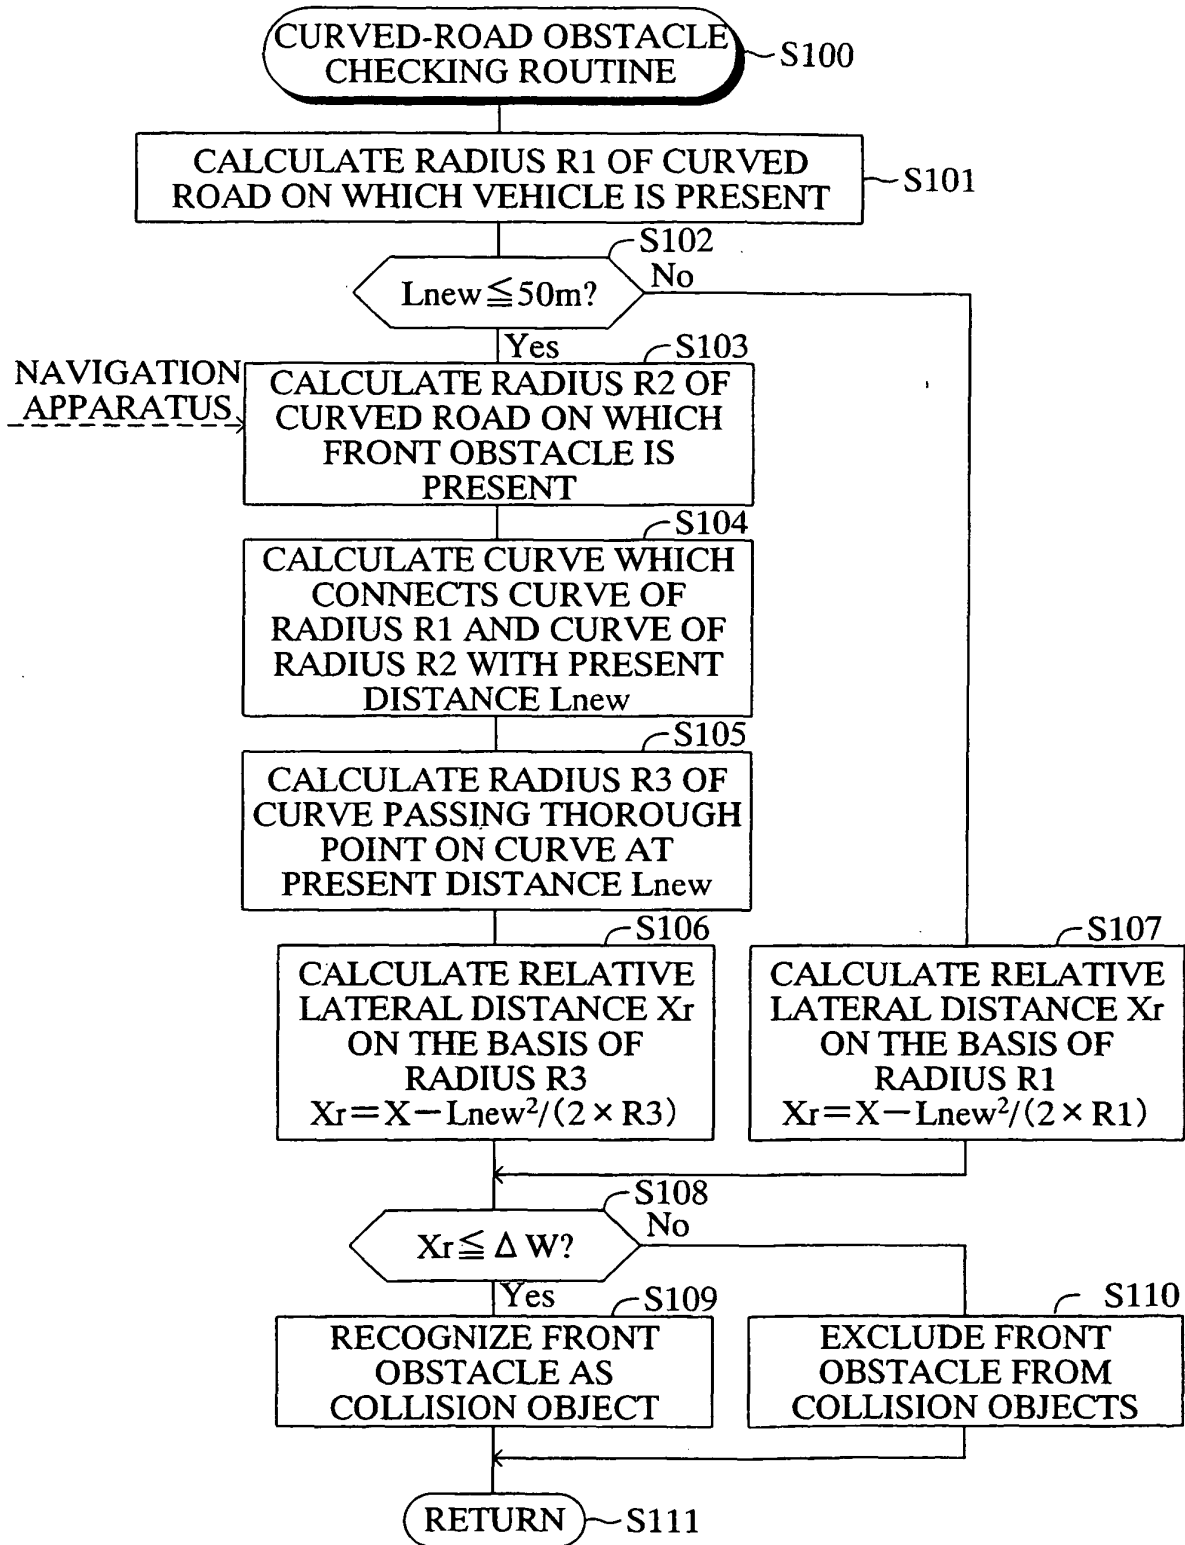 CURVED-ROAD OBSTACLE
CHECKING ROUTINE
S100
CALCULATE RADIUS R1 OF CURVED
ROAD ON WHICH VEHICLE IS PRESENT
S101
S102
Lnew≦50m?
No
Yes
S103
NAVIGATION
APPARATUS
CALCULATE RADIUS R2 OF
CURVED ROAD ON WHICH
FRONT OBSTACLE IS
PRESENT
S104
CALCULATE CURVE WHICH
CONNECTS CURVE OF
RADIUS R1 AND CURVE OF
RADIUS R2 WITH PRESENT
DISTANCE Lnew
S105
CALCULATE RADIUS R3 OF
CURVE PASSING THOROUGH
POINT ON CURVE AT
PRESENT DISTANCE Lnew
S106
CALCULATE RELATIVE
LATERAL DISTANCE Xr
ON THE BASIS OF
RADIUS R3
Xr=X-Lnew²/(2×R3)
S107
CALCULATE RELATIVE
LATERAL DISTANCE Xr
ON THE BASIS OF
RADIUS R1
Xr=X-Lnew²/(2×R1)
S108
Xr≦ΔW?
No
Yes
S109
RECOGNIZE FRONT
OBSTACLE AS
COLLISION OBJECT
S110
EXCLUDE FRONT
OBSTACLE FROM
COLLISION OBJECTS
RETURN
S111